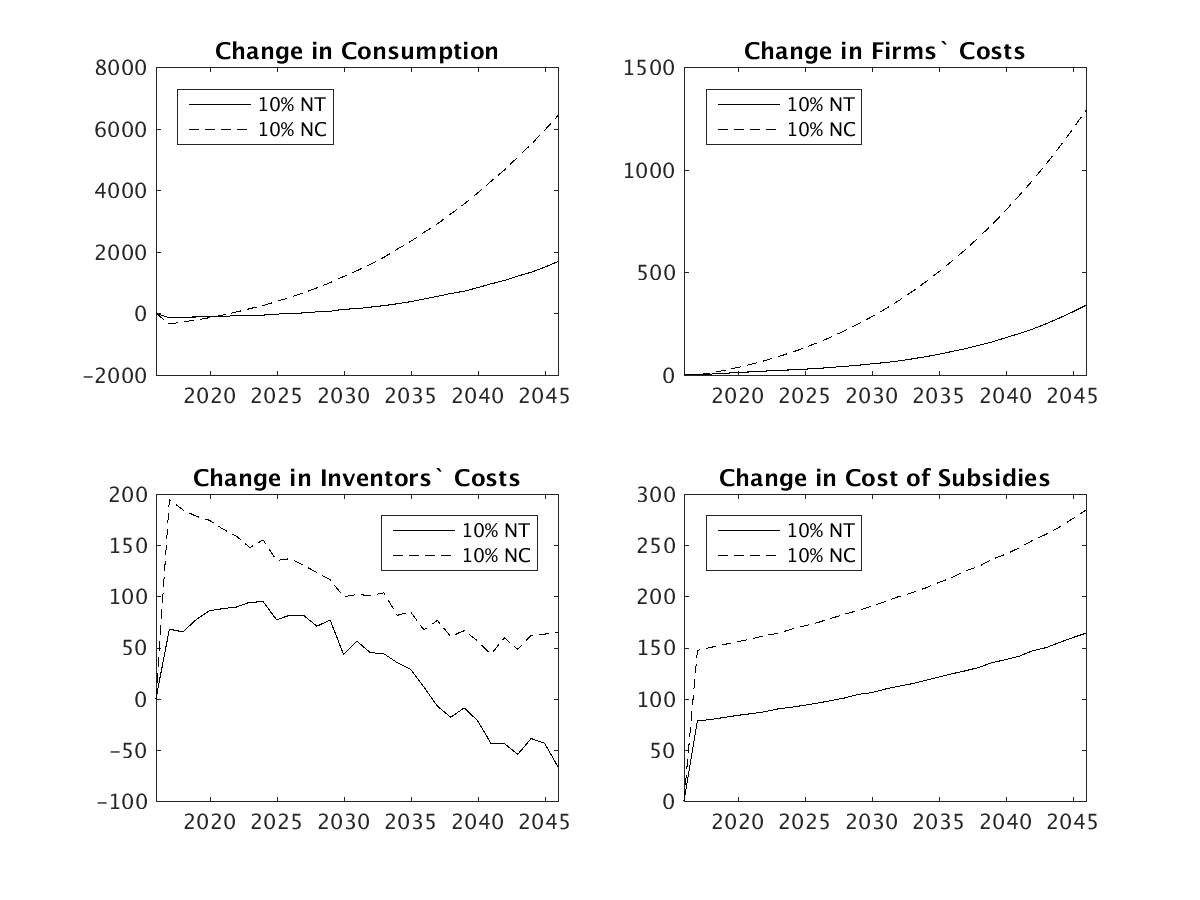 Change in Consumption
8000
6000
4000
2000
0
−2000
10% NT
10% NC
2020 2025 2030 2035 2040 2045
Change in Firms` Costs
1500
1000
500
0
10% NT
10% NC
2020 2025 2030 2035 2040 2045
Change in Inventors` Costs
200
150
100
50
0
−50
−100
10% NT
10% NC
2020 2025 2030 2035 2040 2045
Change in Cost of Subsidies
300
250
200
150
100
50
0
10% NT
10% NC
2020 2025 2030 2035 2040 2045